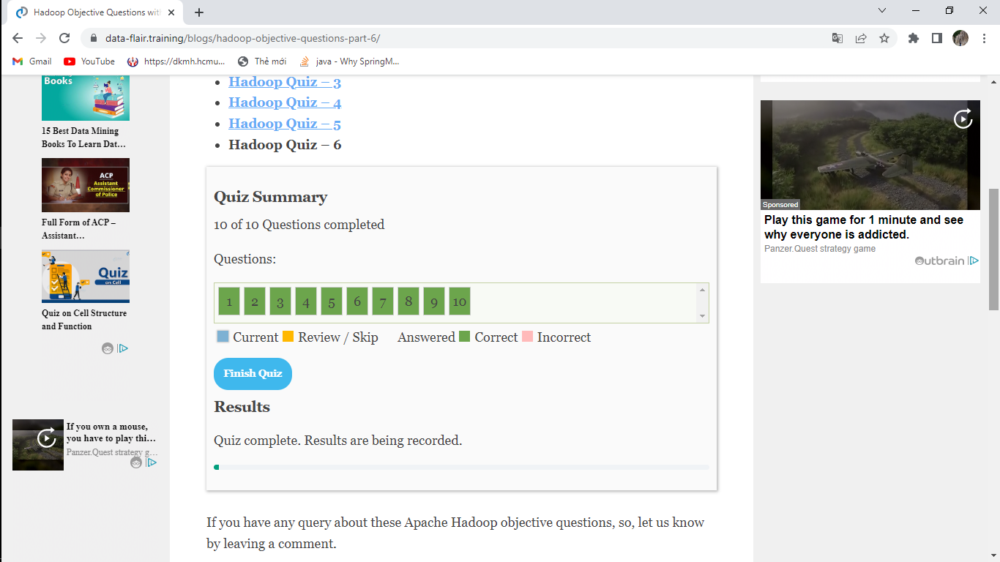 Hadoop Objective Questions wit
data-flair.training/blogs/hadoop-objective-questions-part-6/
Gmail
YouTube
https://dkmh.hcmu...
Thẻ mới
java - Why SpringM...
Books
15 Best Data Mining
Books To Learn Dat…
ACP
Assistant
Commissioner
of Police
Full Form of ACP –
Assistant…
Quiz
on Cell
Quiz on Cell Structure
and Function
If you own a mouse,
you have to play thi…
Panzer.Quest strategy g…
Hadoop Quiz – 3
Hadoop Quiz – 4
Hadoop Quiz – 5
Hadoop Quiz – 6
Quiz Summary
10 of 10 Questions completed
Questions:
1 2 3 4 5 6 7 8 9 10
Current Review / Skip Answered Correct Incorrect
Finish Quiz
Results
Quiz complete. Results are being recorded.
If you have any query about these Apache Hadoop objective questions, so, let us know
by leaving a comment.
Sponsored
Play this game for 1 minute and see
why everyone is addicted.
Panzer.Quest strategy game
Outbrain